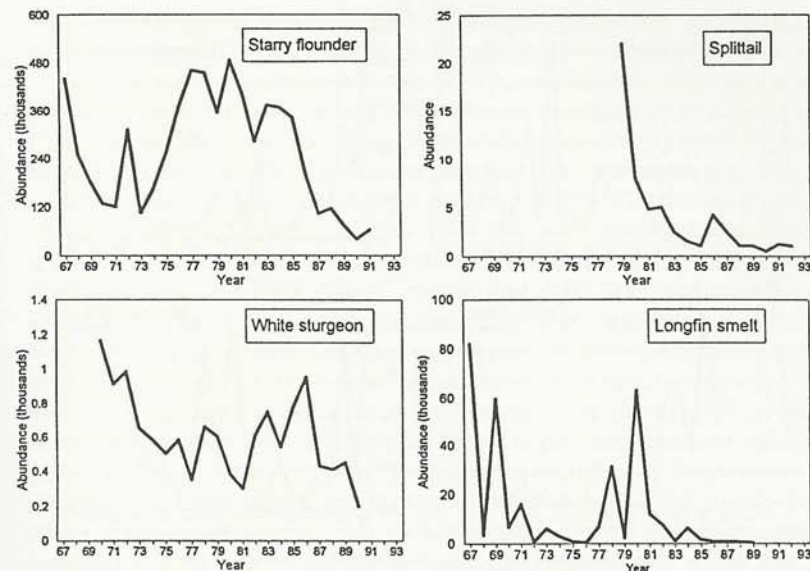 600
480
360
240
120
0
Abundance (thousands)
Starry flounder
67 69 71 73 75 77 79 81 83 85 87 89 91 93
Year
25
20
15
10
5
0
Abundance
Splittail
67 69 71 73 75 77 79 81 83 85 87 89 91 93
Year
1.4
1.2
1
0.8
0.6
0.4
0.2
0
Abundance (thousands)
White sturgeon
67 69 71 73 75 77 79 81 83 85 87 89 91 93
Year
100
80
60
40
20
0
Abundance (thousands)
Longfin smelt
67 69 71 73 75 77 79 81 83 85 87 89 91 93
Year